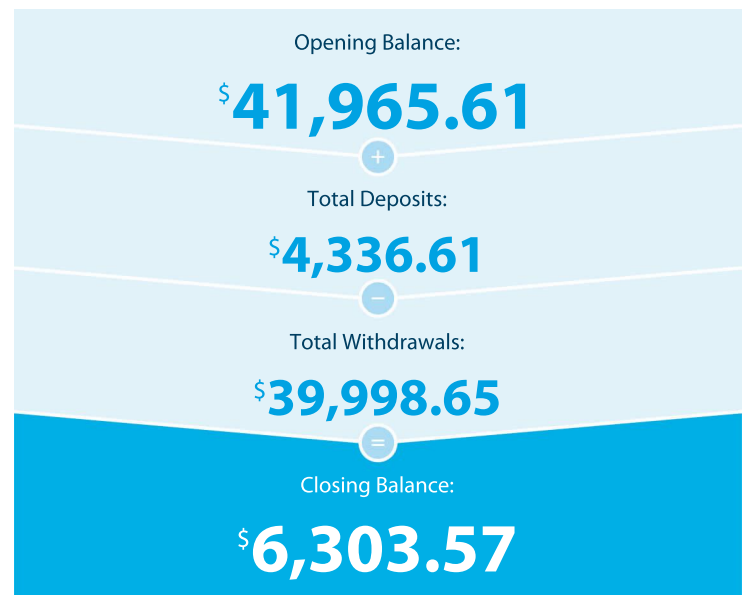 Opening Balance:
$41,965.61
+
Total Deposits:
$4,336.61
−
Total Withdrawals:
$39,998.65
=
Closing Balance:
$6,303.57